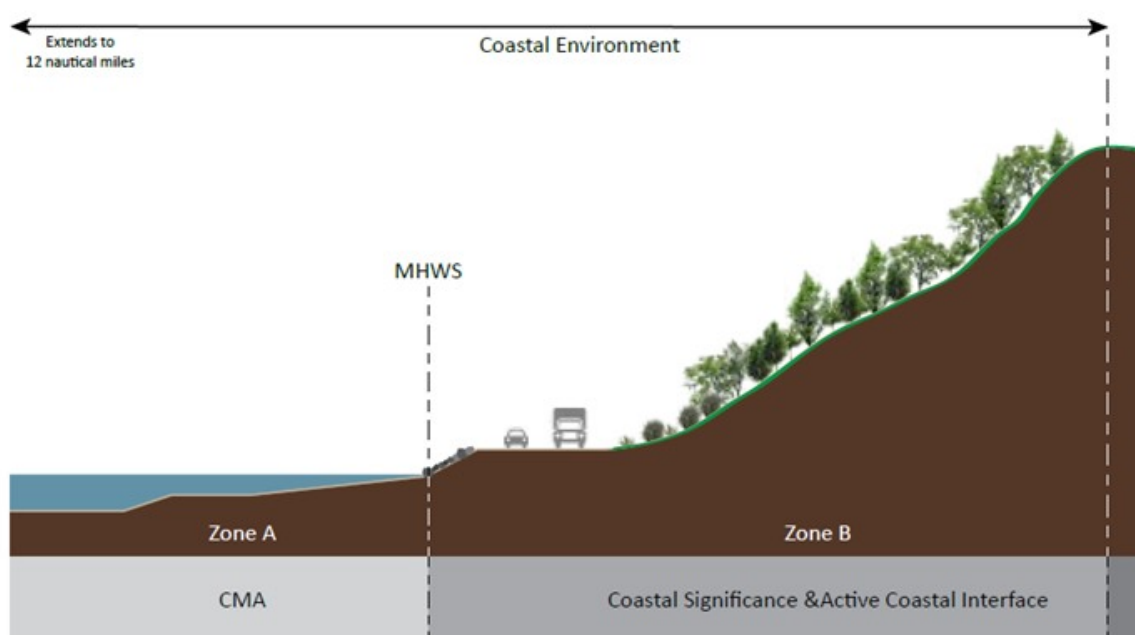 Extends to
12 nautical miles
Coastal Environment
MHWS
Zone A
Zone B
CMA
Coastal Significance &Active Coastal Interface